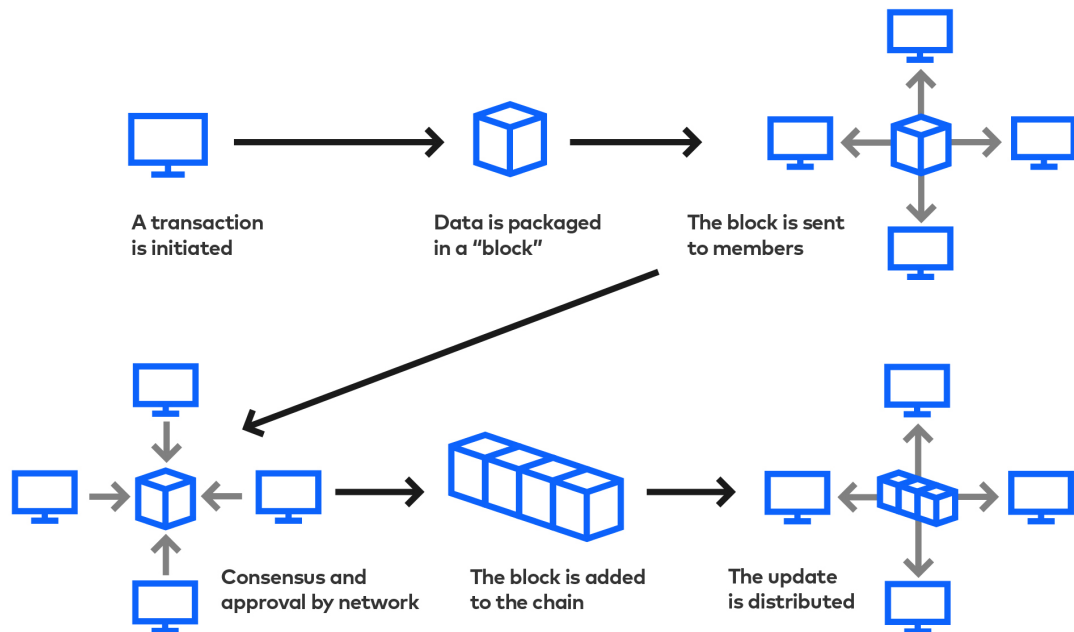 A transaction
is initiated
Data is packaged
in a “block”
The block is sent
to members
Consensus and
approval by network
The block is added
to the chain
The update
is distributed